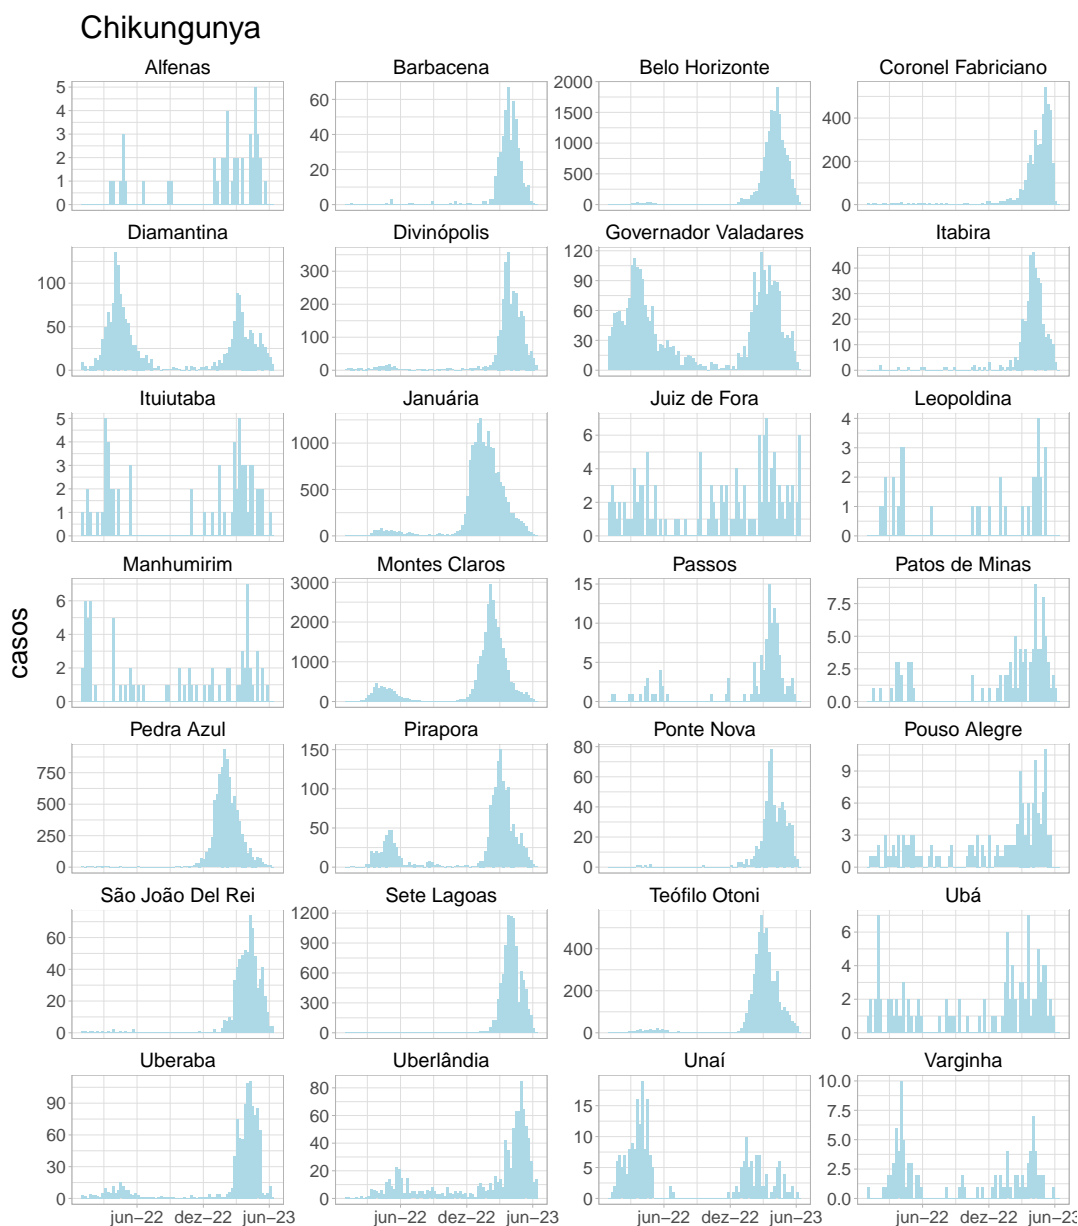 Chikungunya
Alfenas Barbacena Belo Horizonte Coronel Fabriciano
5 4 3 2 1 0
60 40 20 0
2000 1500 1000 500 250 0
400 200 0
Diamantina Divinópolis Governador Valadares Itabira
100 50 0
300 200 100 0
120 90 60 30 0
40 30 20 10 0
Ituiutaba Januária Juiz de Fora Leopoldina
5 4 3 2 1 0
1000 500 0
6 4 2 0
4 3 2 1 0
Manhumirim Montes Claros Passos Patos de Minas
6 4 2 0
3000 2000 1000 0
15 10 5 0
7.5 5.0 2.5 0.0
casos
Pedra Azul Pirapora Ponte Nova Pouso Alegre
750 500 250 0
150 100 50 0
80 60 40 20 0
9 6 3 0
São João Del Rei Sete Lagoas Teófilo Otoni Ubá
60 40 20 0
1200 900 600 300 0
400 200 0
6 4 2 0
Uberaba Uberlândia Unaí Varginha
90 60 30 0
80 60 40 20 0
15 10 5 0
10.0 7.5 5.0 2.5 0.0
jun–22 dez–22 jun–23 jun–22 dez–22 jun–23 jun–22 dez–22 jun–23 jun–22 dez–22 jun–23